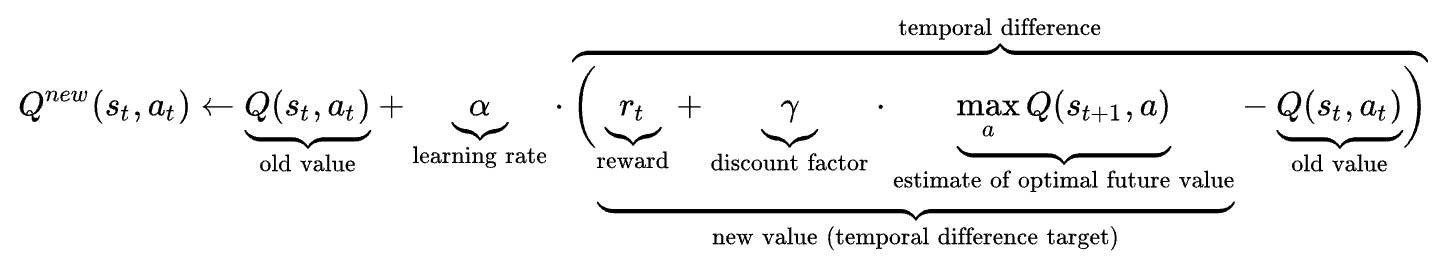 temporal difference
Q^{new}(s_t, a_t) ← Q(s_t, a_t) + α · ( r_t + γ · max_a Q(s_{t+1}, a) − Q(s_t, a_t) )
old value
learning rate
reward
discount factor
estimate of optimal future value
old value
new value (temporal difference target)